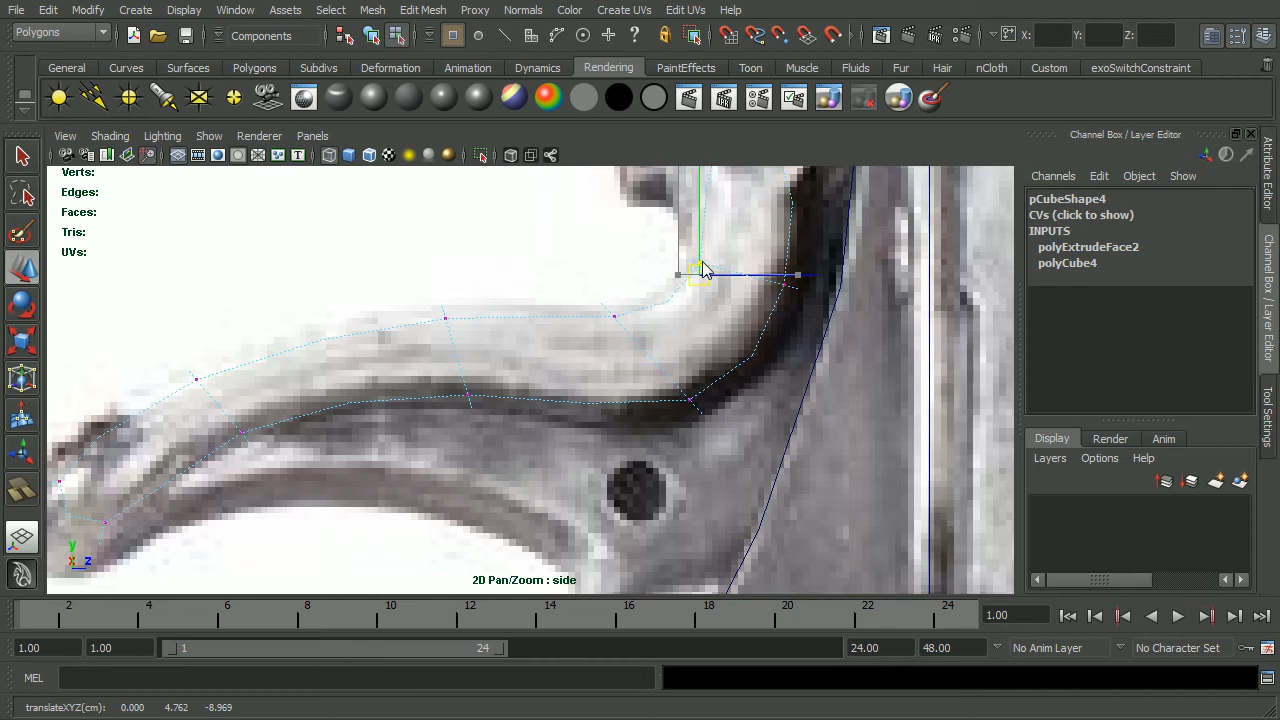 File Edit Modify Create Display Window Assets Select Mesh Edit Mesh Proxy Normals Color Create UVs Edit UVs Help
Polygons Components X: Y: Z:
General Curves Surfaces Polygons Subdivs Deformation Animation Dynamics Rendering PaintEffects Toon Muscle Fluids Fur Hair nCloth Custom exoSwitchConstraint
View Shading Lighting Show Renderer Panels
Channel Box / Layer Editor
Channels Edit Object Show
pCubeShape4
CVs (click to show)
INPUTS
polyExtrudeFace2
polyCube4
Attribute Editor
Channel Box / Layer Editor
Tool Settings
Verts:
Edges:
Faces:
Tris:
UVs:
y
x z
2D Pan/Zoom : side
Display Render Anim
Layers Options Help
2 4 6 8 10 12 14 16 18 20 22 24
1.00
1.00 1.00 1 24 24.00 48.00 No Anim Layer No Character Set
MEL
translateXYZ(cm): 0.000 4.762 -8.969